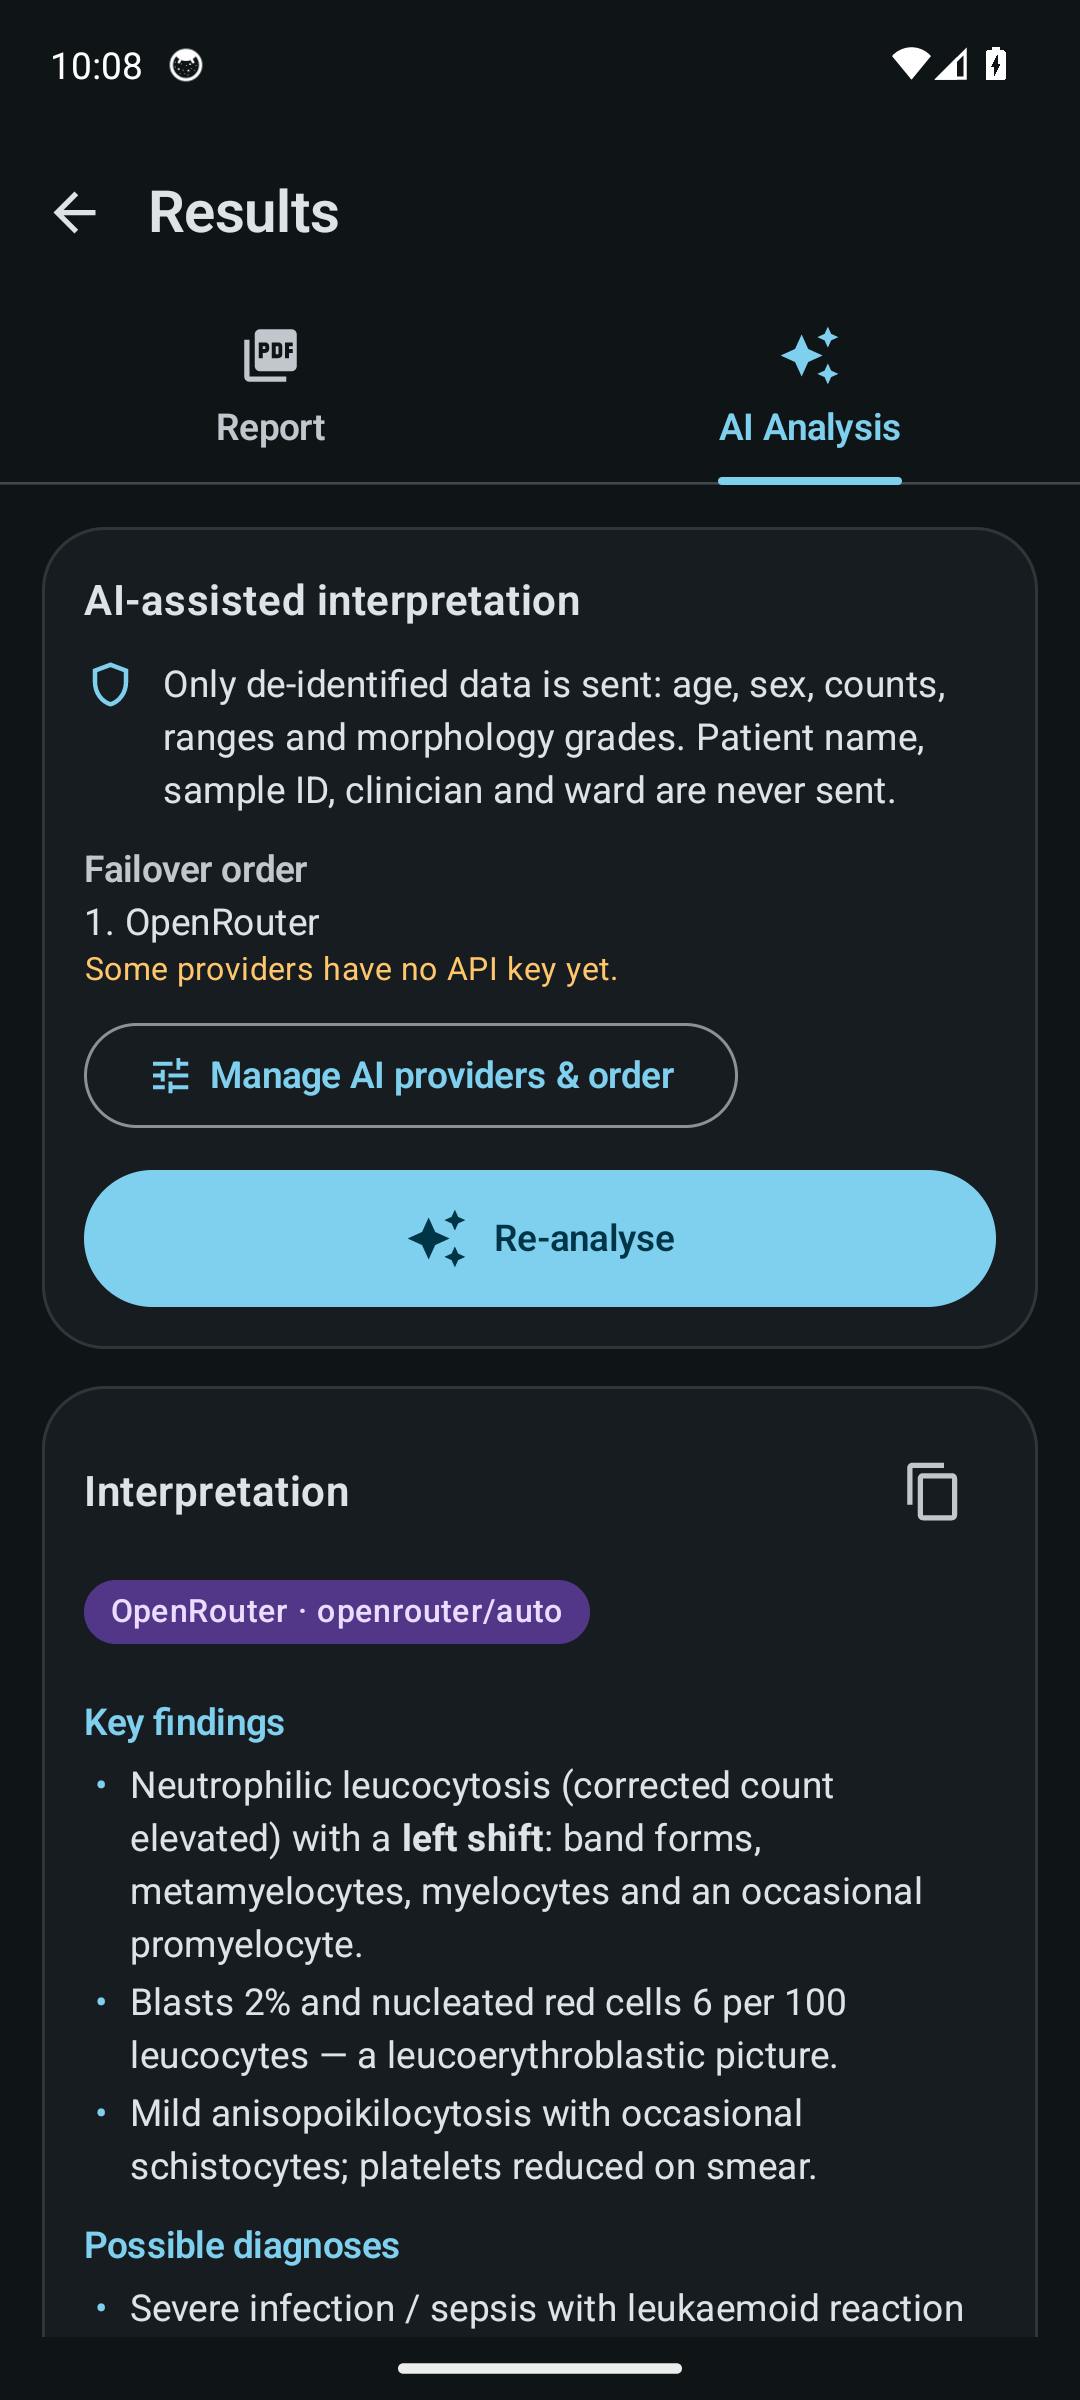 10:08
Results
PDF
Report
AI Analysis
AI-assisted interpretation
Only de-identified data is sent: age, sex, counts,
ranges and morphology grades. Patient name,
sample ID, clinician and ward are never sent.
Failover order
1. OpenRouter
Some providers have no API key yet.
Manage AI providers & order
Re-analyse
Interpretation
OpenRouter · openrouter/auto
Key findings
• Neutrophilic leucocytosis (corrected count
elevated) with a left shift: band forms,
metamyelocytes, myelocytes and an occasional
promyelocyte.
• Blasts 2% and nucleated red cells 6 per 100
leucocytes — a leucoerythroblastic picture.
• Mild anisopoikilocytosis with occasional
schistocytes; platelets reduced on smear.
Possible diagnoses
• Severe infection / sepsis with leukaemoid reaction